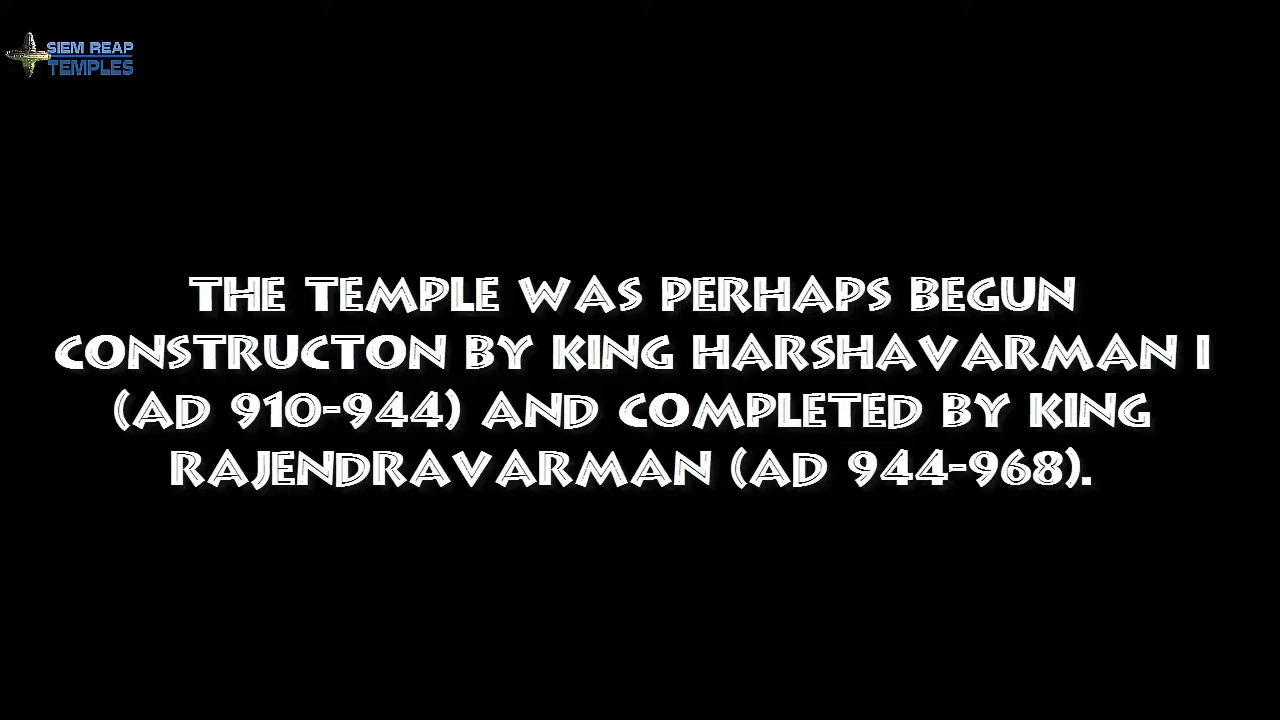 SIEM REAP
TEMPLES
THE TEMPLE WAS PERHAPS BEGUN
CONSTRUCTON BY KING HARSHAVARMAN I
(AD 910-944) AND COMPLETED BY KING
RAJENDRAVARMAN (AD 944-968).